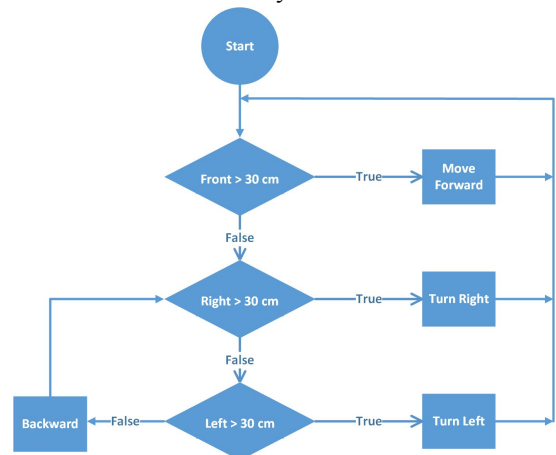 Start
Front > 30 cm
True
Move
Forward
False
Right > 30 cm
True
Turn Right
False
Backward
False
Left > 30 cm
True
Turn Left